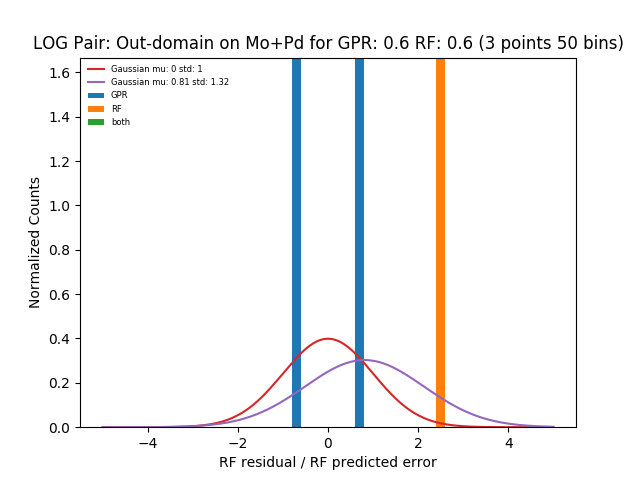 LOG Pair: Out-domain on Mo+Pd for GPR: 0.6 RF: 0.6 (3 points 50 bins)
Gaussian mu: 0 std: 1
Gaussian mu: 0.81 std: 1.32
GPR
RF
both
Normalized Counts
1.6
1.4
1.2
1.0
0.8
0.6
0.4
0.2
0.0
−4 −2 0 2 4
RF residual / RF predicted error